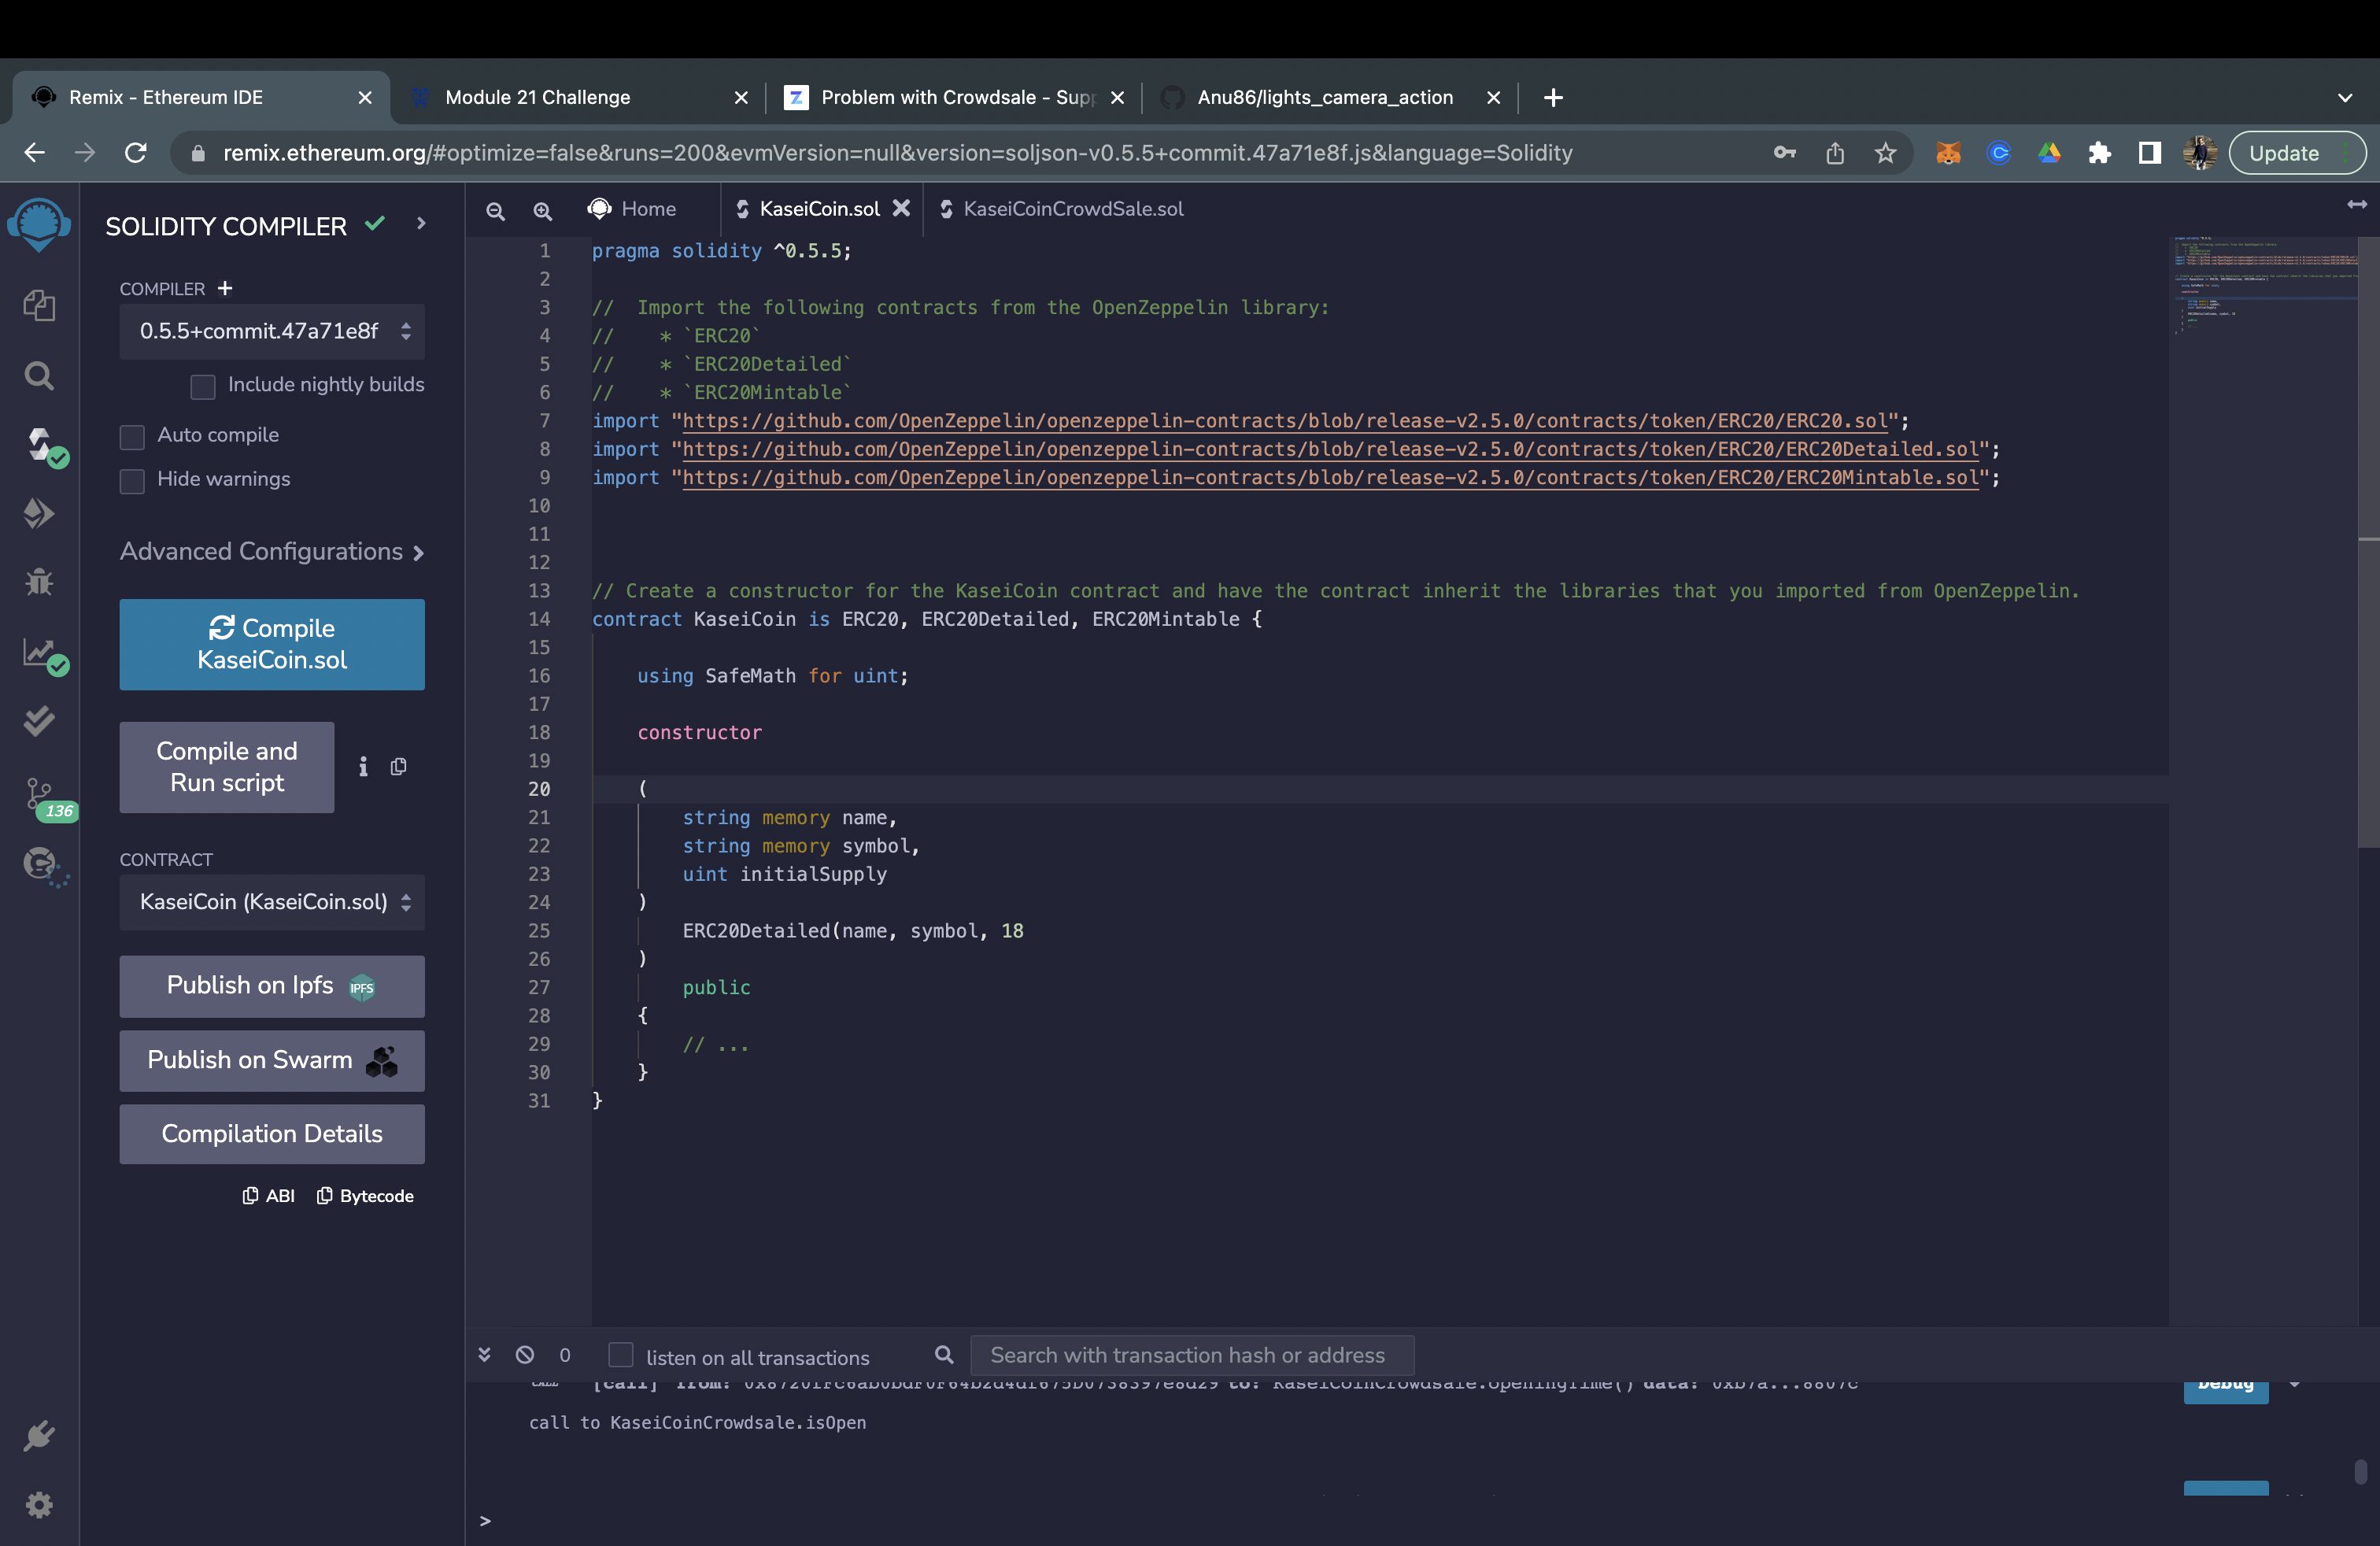 Remix - Ethereum IDE
Module 21 Challenge
Problem with Crowdsale - Supp
Anu86/lights_camera_action
remix.ethereum.org/#optimize=false&runs=200&evmVersion=null&version=soljson-v0.5.5+commit.47a71e8f.js&language=Solidity
Update
SOLIDITY COMPILER
Home
KaseiCoin.sol
KaseiCoinCrowdSale.sol
COMPILER
0.5.5+commit.47a71e8f
Include nightly builds
Auto compile
Hide warnings
Advanced Configurations
Compile
KaseiCoin.sol
Compile and
Run script
i
136
CONTRACT
KaseiCoin (KaseiCoin.sol)
Publish on Ipfs IPFS
Publish on Swarm
Compilation Details
ABI Bytecode
1 pragma solidity ^0.5.5;
2
3 //  Import the following contracts from the OpenZeppelin library:
4 //    * `ERC20`
5 //    * `ERC20Detailed`
6 //    * `ERC20Mintable`
7 import "https://github.com/OpenZeppelin/openzeppelin-contracts/blob/release-v2.5.0/contracts/token/ERC20/ERC20.sol";
8 import "https://github.com/OpenZeppelin/openzeppelin-contracts/blob/release-v2.5.0/contracts/token/ERC20/ERC20Detailed.sol";
9 import "https://github.com/OpenZeppelin/openzeppelin-contracts/blob/release-v2.5.0/contracts/token/ERC20/ERC20Mintable.sol";
10
11
12
13 // Create a constructor for the KaseiCoin contract and have the contract inherit the libraries that you imported from OpenZeppelin.
14 contract KaseiCoin is ERC20, ERC20Detailed, ERC20Mintable {
15
16     using SafeMath for uint;
17
18     constructor
19
20     (
21         string memory name,
22         string memory symbol,
23         uint initialSupply
24     )
25         ERC20Detailed(name, symbol, 18
26     )
27         public
28     {
29         // ...
30     }
31 }
0
listen on all transactions
Search with transaction hash or address
[call] from: to: KaseiCoinCrowdsale.openingTime() data: 0xb7a...8807c
Debug
call to KaseiCoinCrowdsale.isOpen
>